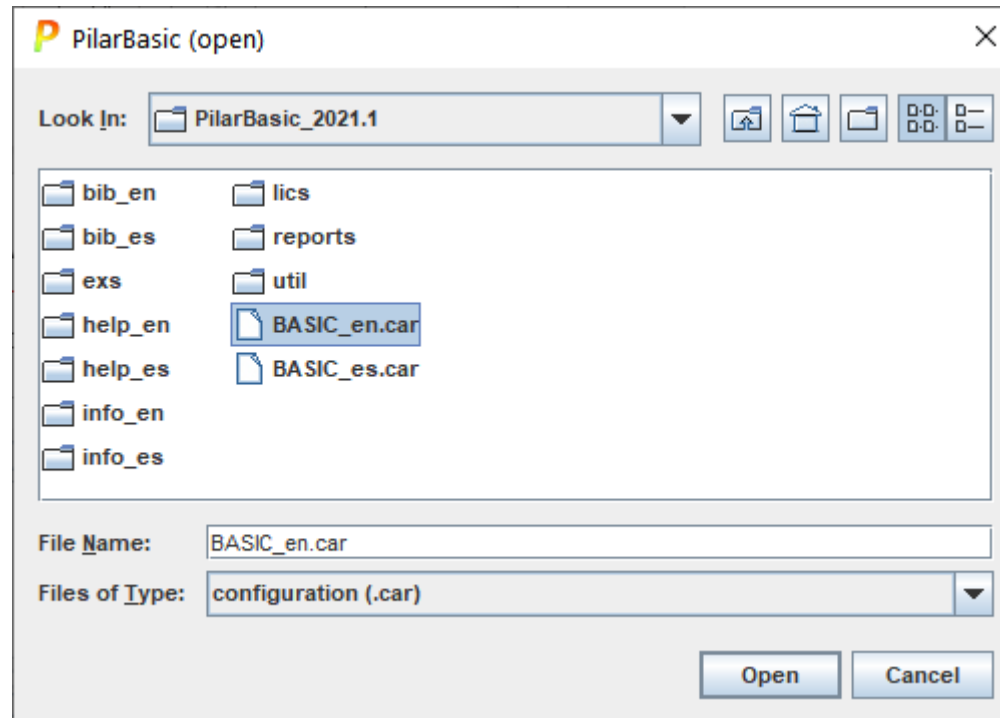 PilarBasic (open)
Look In: PilarBasic_2021.1
bib_en lics
bib_es reports
exs util
help_en BASIC_en.car
help_es BASIC_es.car
info_en
info_es
File Name: BASIC_en.car
Files of Type: configuration (.car)
Open Cancel